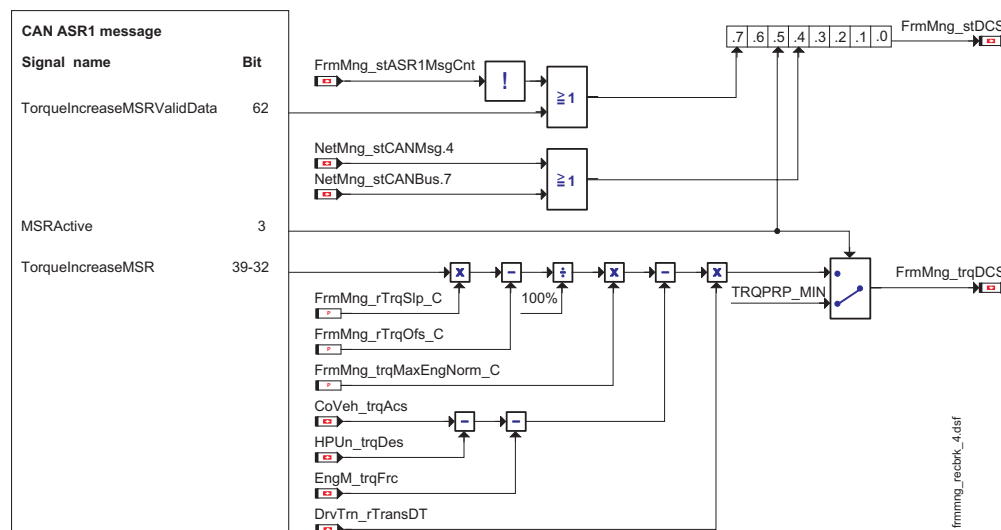 CAN ASR1 message
Signal name Bit
TorqueIncreaseMSRValidData 62
MSRActive 3
TorqueIncreaseMSR 39-32
FrmMng_stASR1MsgCnt
!
≧1
NetMng_stCANMsg.4
NetMng_stCANBus.7
≧1
.7 .6 .5 .4 .3 .2 .1 .0
FrmMng_stDCS
x - ÷ x - x
FrmMng_rTrqSlp_C
P
100%
TRQPRP_MIN
FrmMng_trqDCS
FrmMng_rTrqOfs_C
P
FrmMng_trqMaxEngNorm_C
P
CoVeh_trqAcs
- -
HPUn_trqDes
EngM_trqFrc
DrvTrn_rTransDT
frmmng_recbrk_4.dsf